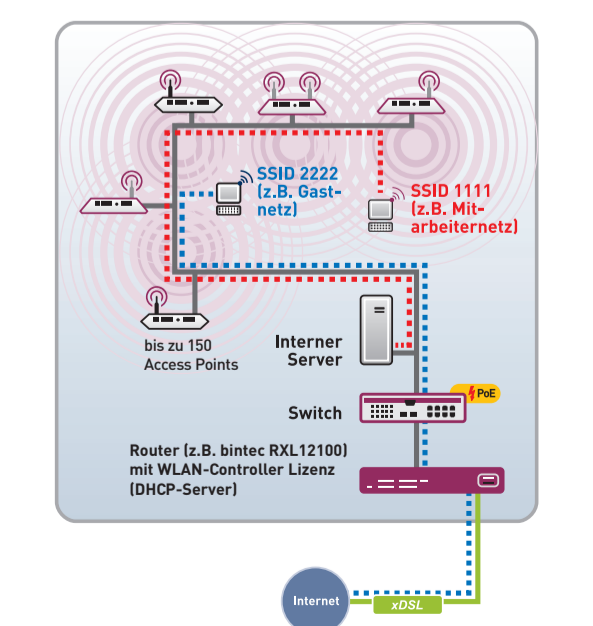 SSID 2222
(z.B. Gast-
netz)
SSID 1111
(z.B. Mit-
arbeiternetz)
bis zu 150
Access Points
Interner
Server
PoE
Switch
Router (z.B. bintec RXL12100)
mit WLAN-Controller Lizenz
(DHCP-Server)
Internet
xDSL